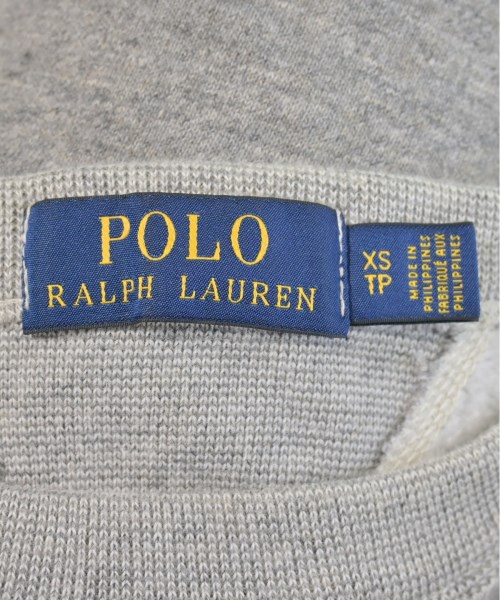 POLO
RALPH LAUREN
XS
TP
MADE IN
PHILIPPINES
FABRIQUÉ AUX
PHILIPPINES